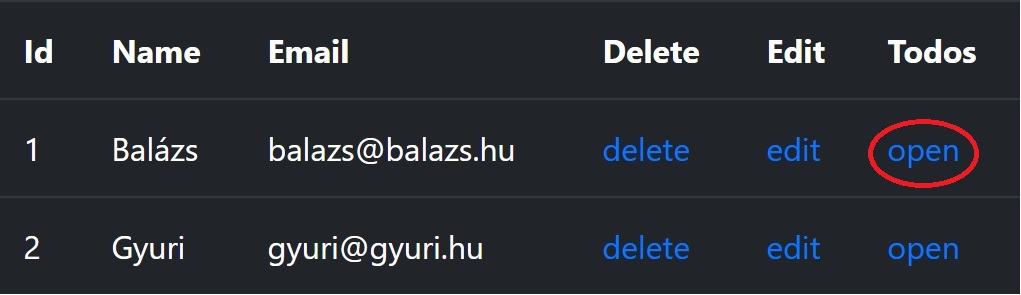 Id Name Email Delete Edit Todos
1 Balázs balazs@balazs.hu delete edit open
2 Gyuri gyuri@gyuri.hu delete edit open